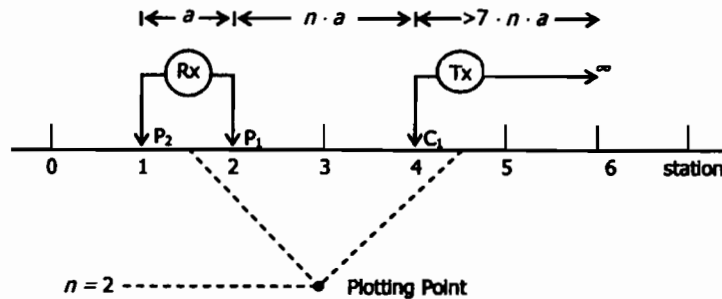 a n · a >7 · n · a
Rx Tx ∞
P₂ P₁ C₁
0 1 2 3 4 5 6 station
n = 2 Plotting Point